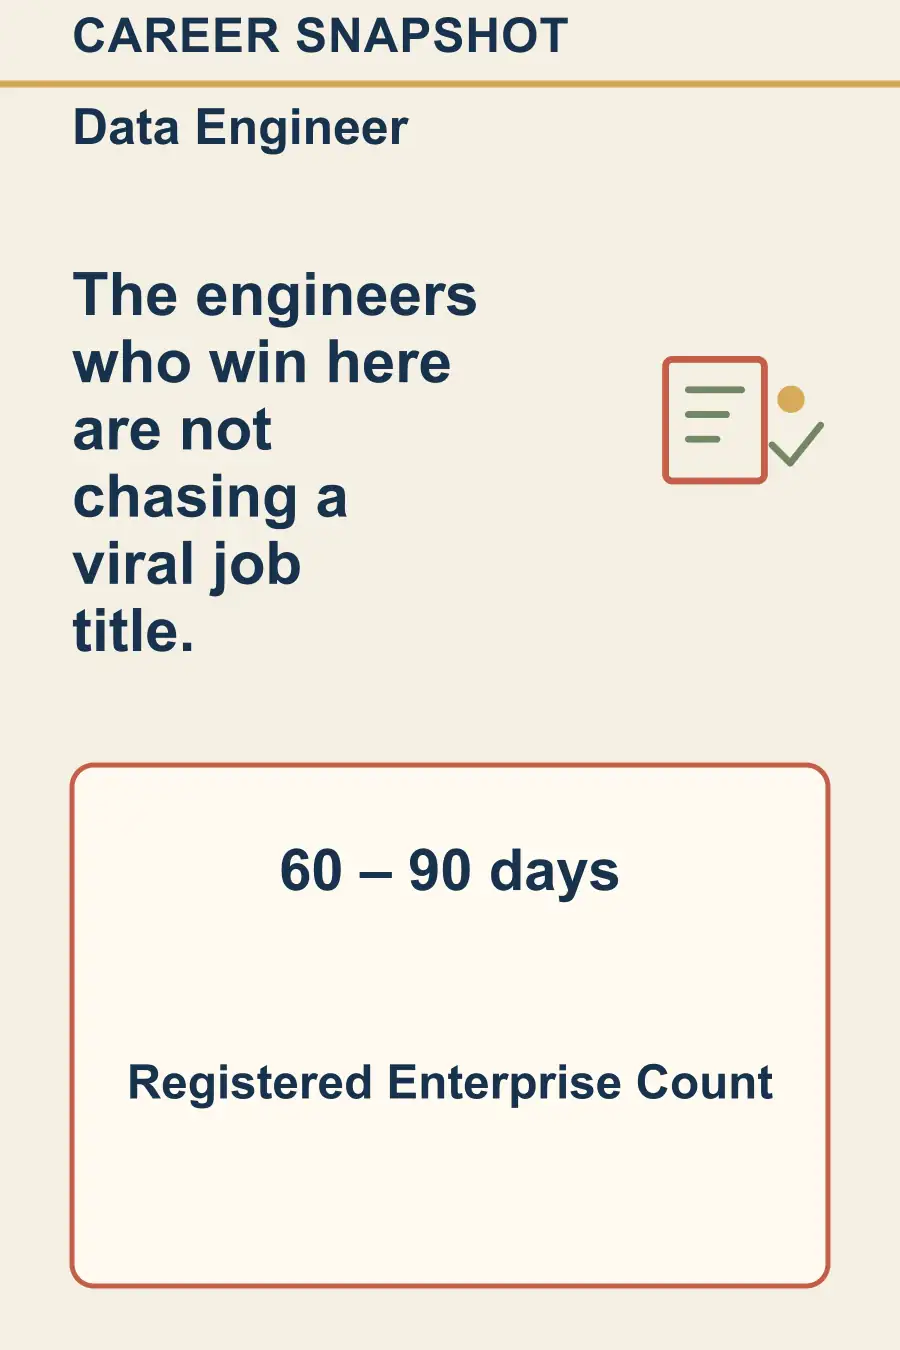 CAREER SNAPSHOT
Data Engineer
The engineers
who win here
are not
chasing a
viral job
title.
60 – 90 days
Registered Enterprise Count